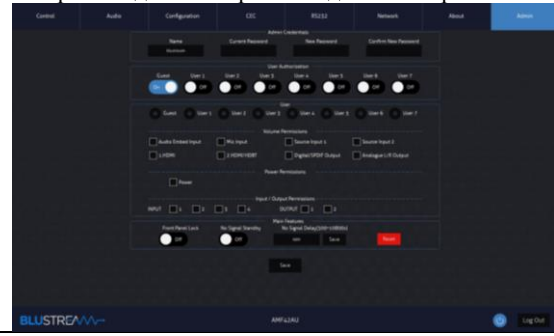 Control Audio Configuration CEC RS232 Network About Admin
Admin Credentials
Name Current Password New Password Confirm New Password
User Authorization
Guest User 1 User 2 User 3 User 4 User 5 User 6 User 7
On Off Off Off Off Off Off Off
User
Guest User 1 User 2 User 3 User 4 User 5 User 6 User 7
Volume Permissions
Audio Embed Input Mic Input Source Input 1 Source Input 2
1 HDMI 2 HDMI/HDBT Digital/SPDIF Output Analogue L/R Output
Power Permissions
Power
Input / Output Permissions
INPUT 1 2 3 4 OUTPUT 1 2
Main Features
Front Panel Lock No Signal Standby No Signal Delay
Off Off Save Reset
Save
BLUSTREAM AMF42AU Log Out